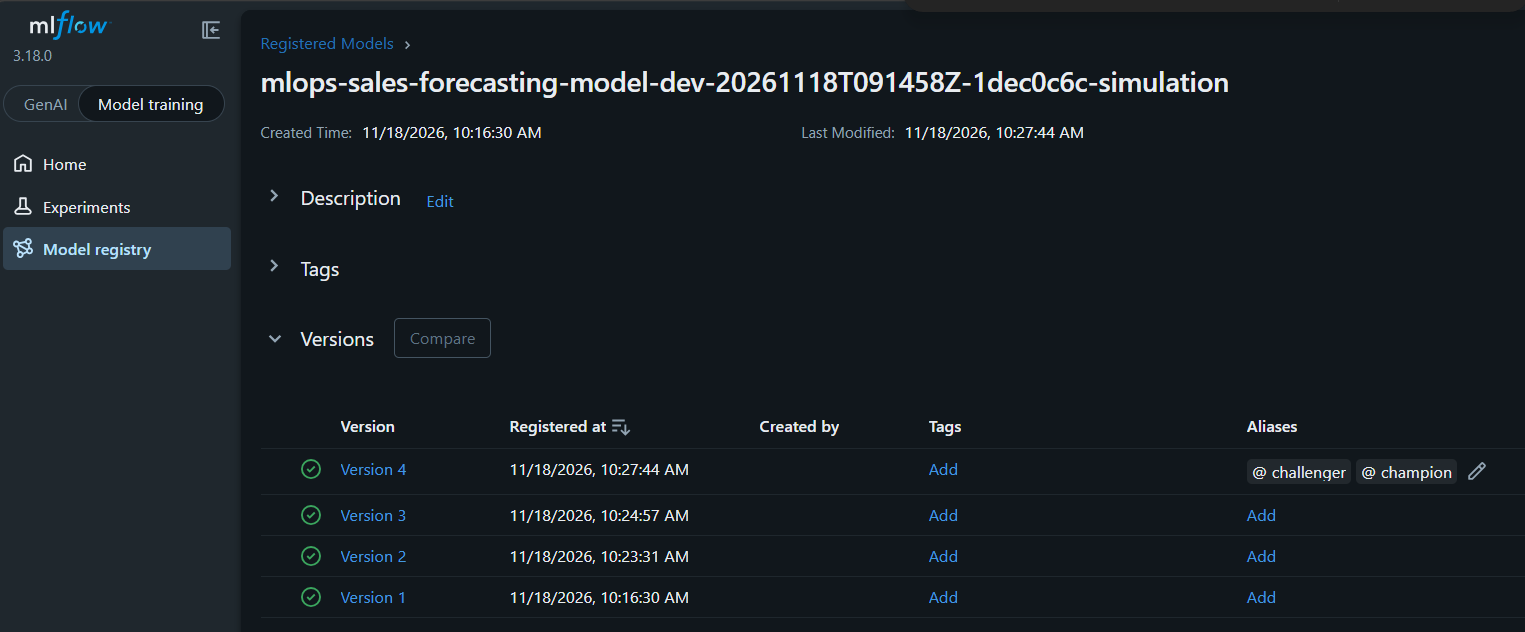 mlflow
3.18.0
GenAI Model training
Home
Experiments
Model registry
Registered Models
mlops-sales-forecasting-model-dev-20261118T091458Z-1dec0c6c-simulation
Created Time: 11/18/2026, 10:16:30 AM Last Modified: 11/18/2026, 10:27:44 AM
Description Edit
Tags
Versions Compare
Version Registered at Created by Tags Aliases
Version 4 11/18/2026, 10:27:44 AM Add @ challenger @ champion
Version 3 11/18/2026, 10:24:57 AM Add Add
Version 2 11/18/2026, 10:23:31 AM Add Add
Version 1 11/18/2026, 10:16:30 AM Add Add